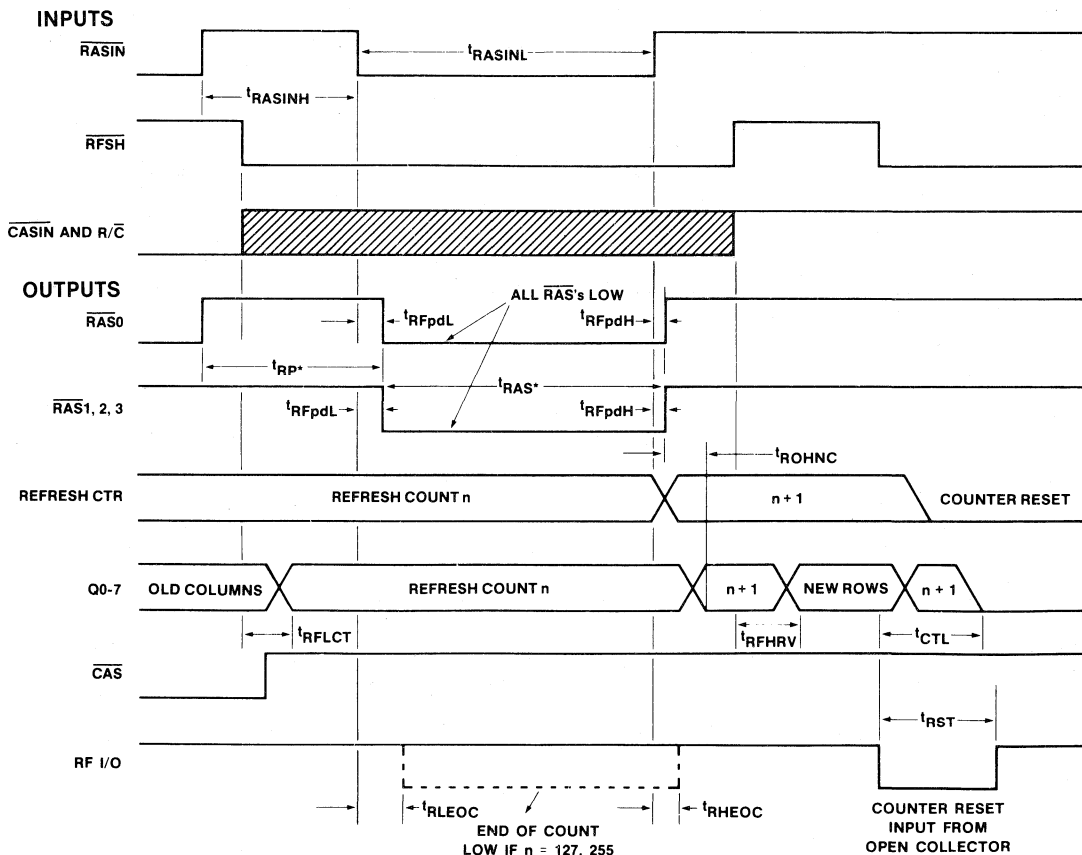 INPUTS
RASIN
tRASINL
tRASINH
RFSH
CASIN AND R/C
OUTPUTS
ALL RAS's LOW
RAS0
tRFpdL
tRFpdH
tRP*
tRAS*
RAS1, 2, 3
tRFpdL
tRFpdH
tROHNC
REFRESH CTR
REFRESH COUNT n
n + 1
COUNTER RESET
Q0-7
OLD COLUMNS
REFRESH COUNT n
n + 1
NEW ROWS
n + 1
tRFLCT
tRFHRV
tCTL
CAS
tRST
RF I/O
tRLEOC
tRHEOC
END OF COUNT
LOW IF n = 127, 255
COUNTER RESET
INPUT FROM
OPEN COLLECTOR